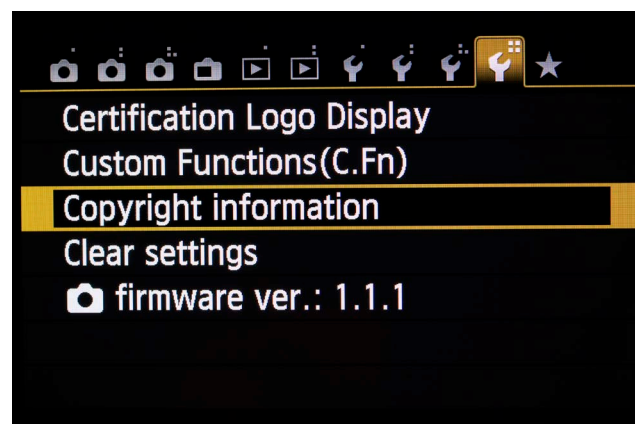 Certification Logo Display
Custom Functions(C.Fn)
Copyright information
Clear settings
firmware ver.: 1.1.1